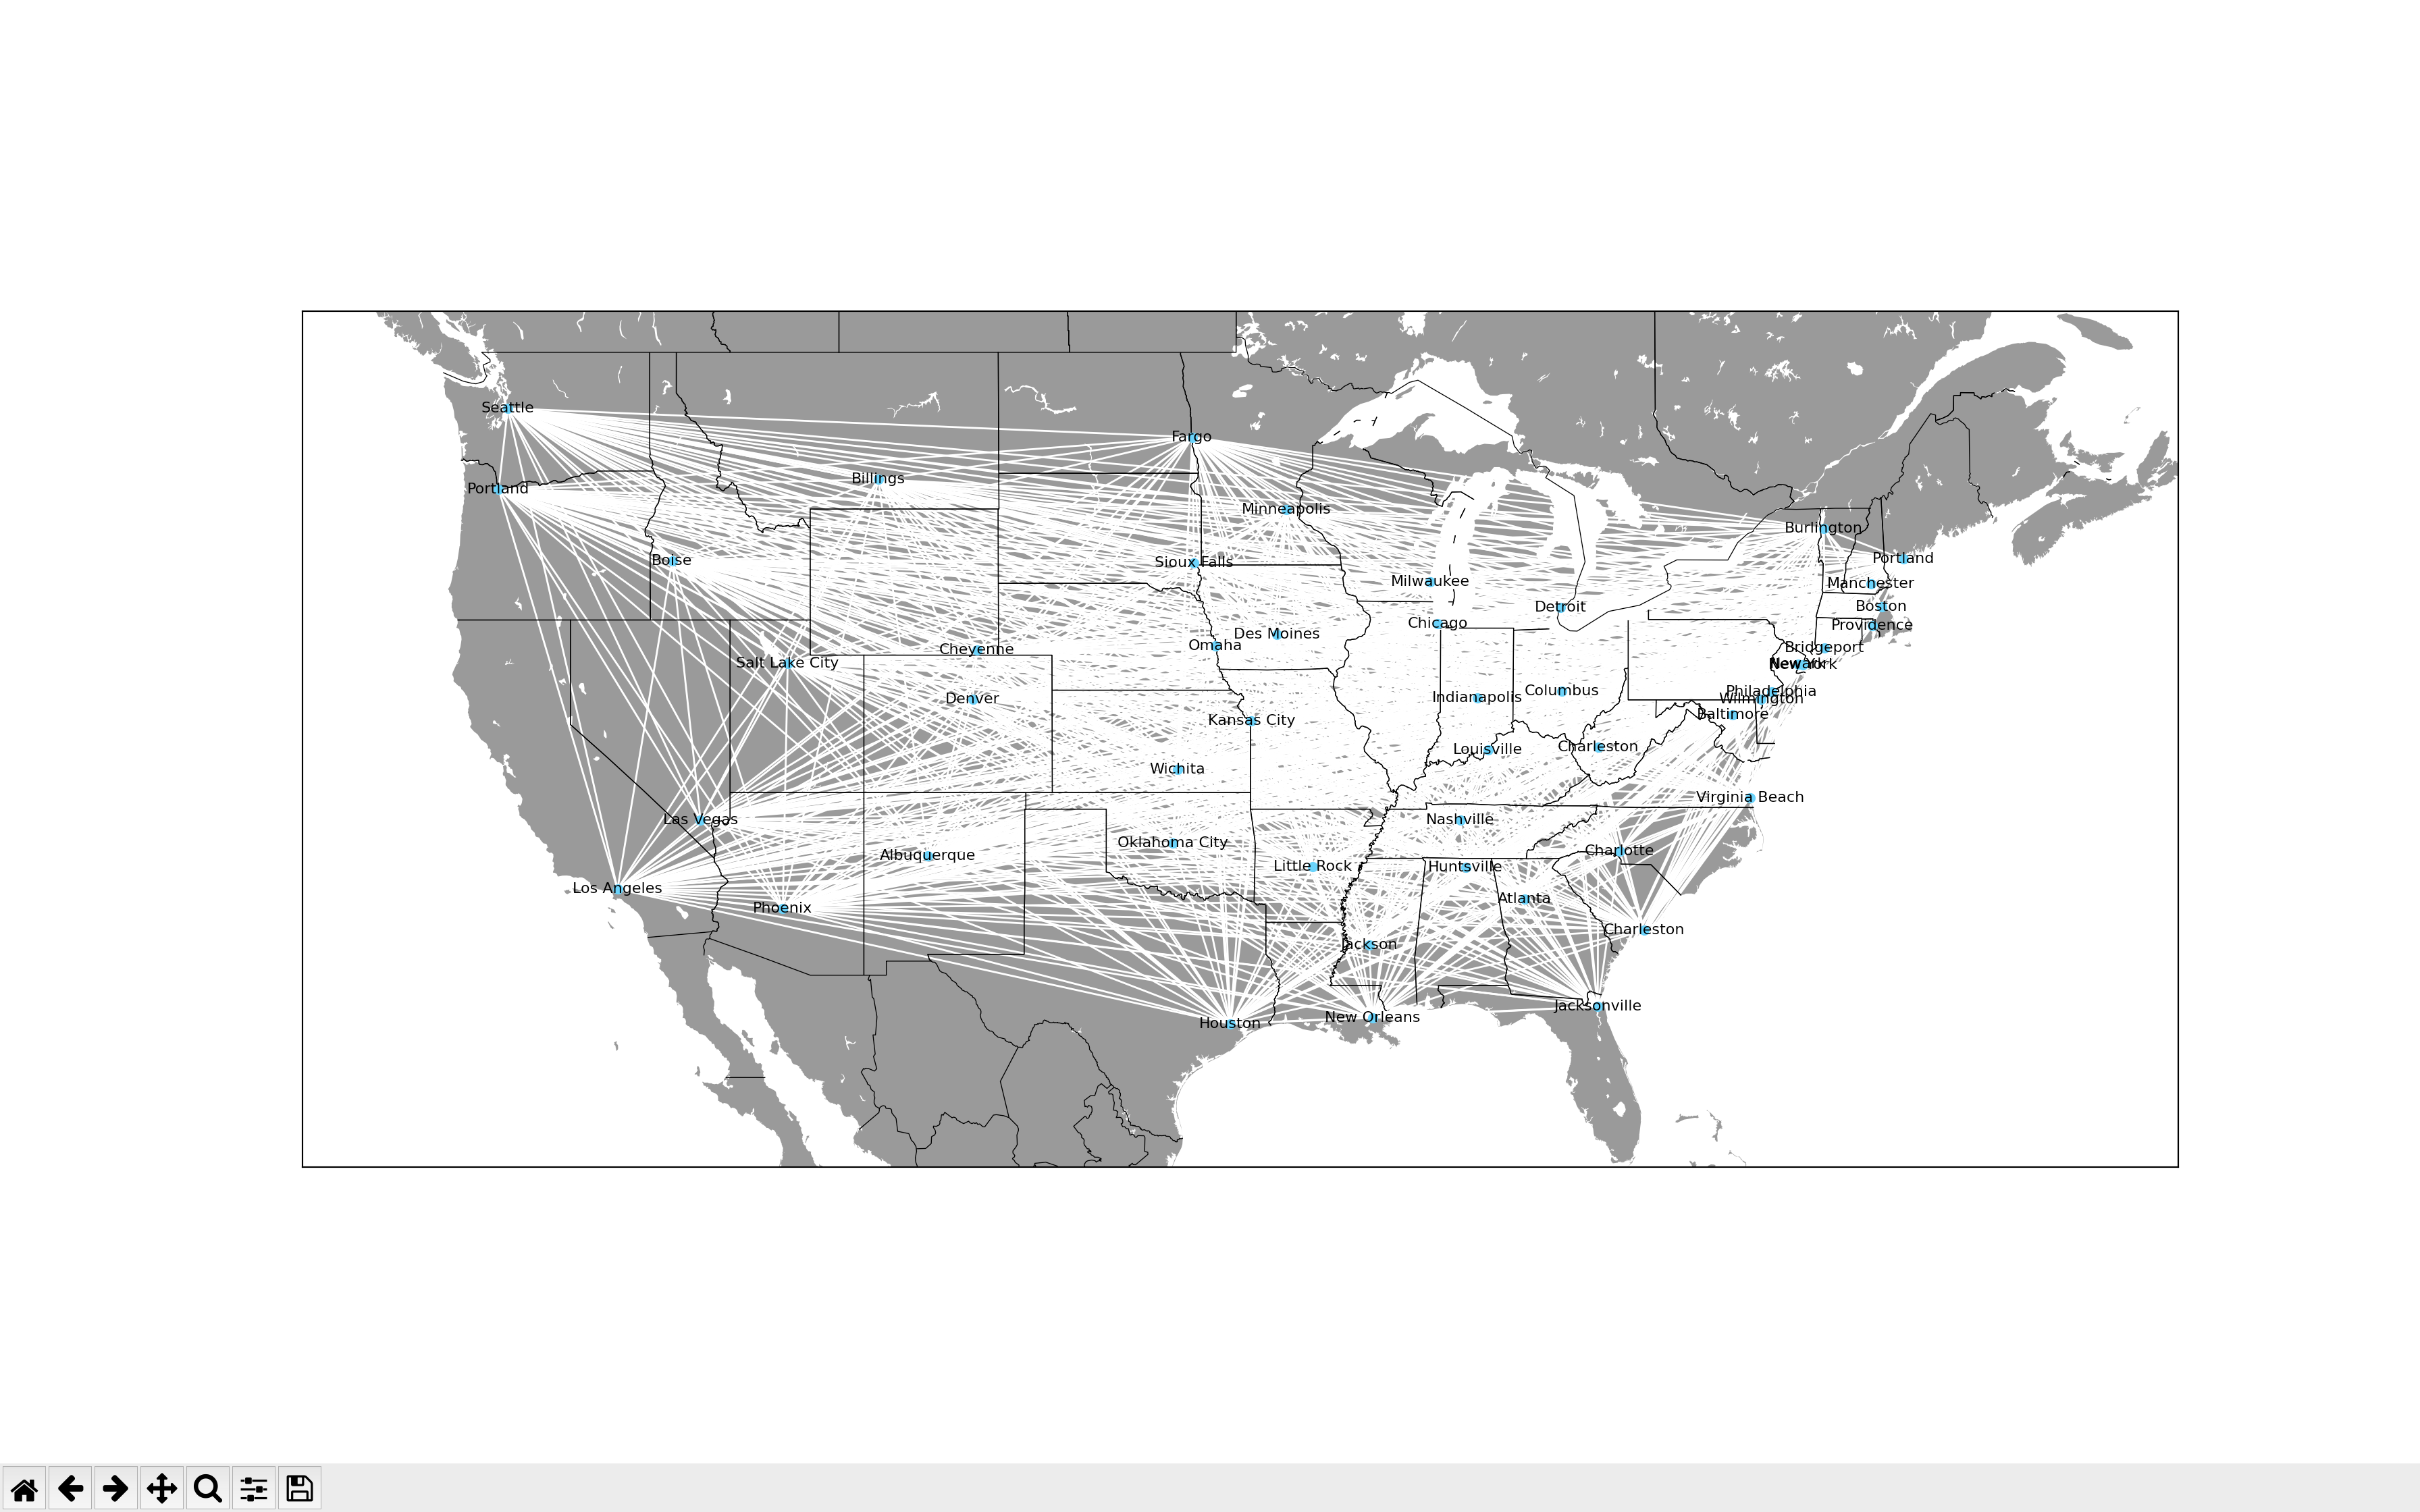 Seattle
Fargo
Billings
Portland
Minneapolis
Burlington
Portland
Boise
Sioux Falls
Milwaukee
Manchester
Detroit
Boston
Chicago
Providence
Des Moines
Omaha
Bridgeport
Cheyenne
Salt Lake City
Newark
New York
Denver
Indianapolis
Columbus
Philadelphia
Wilmington
Baltimore
Kansas City
Louisville
Charleston
Wichita
Virginia Beach
Las Vegas
Nashville
Oklahoma City
Charlotte
Albuquerque
Little Rock
Huntsville
Los Angeles
Atlanta
Phoenix
Charleston
Jackson
Jacksonville
New Orleans
Houston